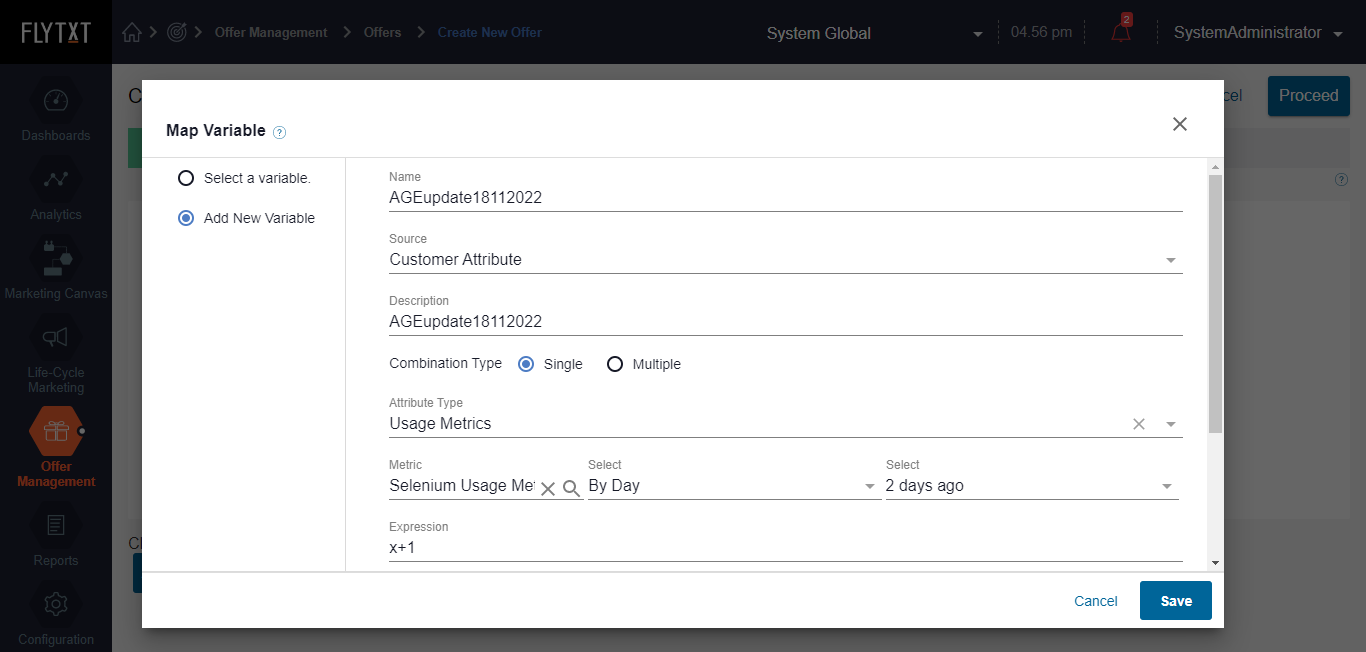 FLYTXT
Offer Management
Offers
Create New Offer
System Global
04.56 pm
2
SystemAdministrator
Dashboards
Analytics
Marketing Canvas
Life-Cycle
Marketing
Offer
Management
Reports
Configuration
Proceed
Map Variable ?
Select a variable.
Add New Variable
Name
AGEupdate18112022
Source
Customer Attribute
Description
AGEupdate18112022
Combination Type Single Multiple
Attribute Type
Usage Metrics
Metric Select Select
Selenium Usage Me By Day 2 days ago
Expression
x+1
Cancel
Save
?